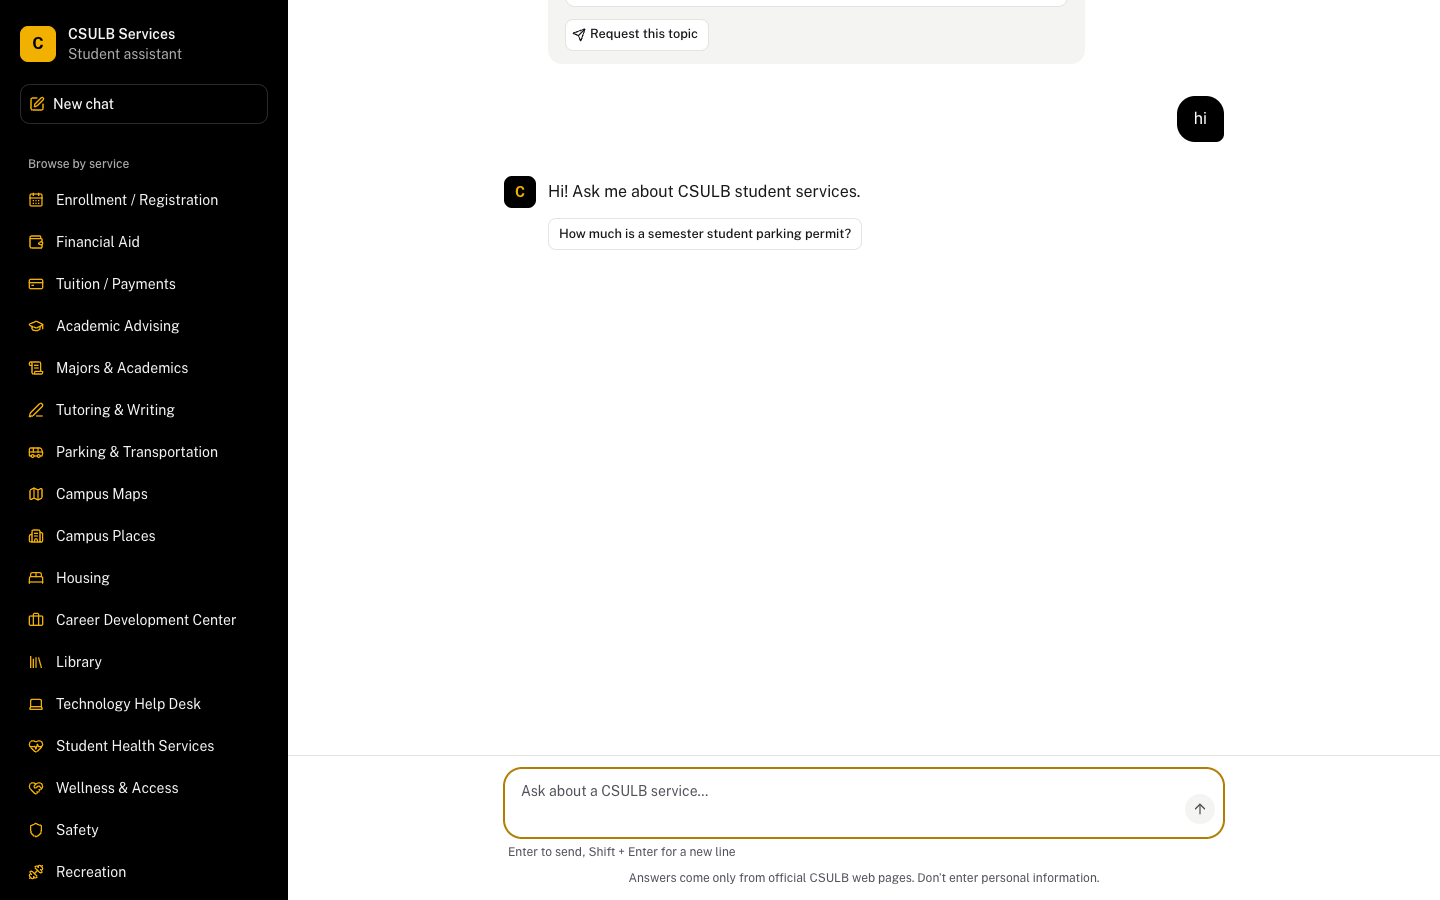 C
CSULB Services
Student assistant
New chat
Browse by service
Enrollment / Registration
Financial Aid
Tuition / Payments
Academic Advising
Majors & Academics
Tutoring & Writing
Parking & Transportation
Campus Maps
Campus Places
Housing
Career Development Center
Library
Technology Help Desk
Student Health Services
Wellness & Access
Safety
Recreation
Request this topic
hi
C
Hi! Ask me about CSULB student services.
How much is a semester student parking permit?
Ask about a CSULB service...
Enter to send, Shift + Enter for a new line
Answers come only from official CSULB web pages. Don't enter personal information.